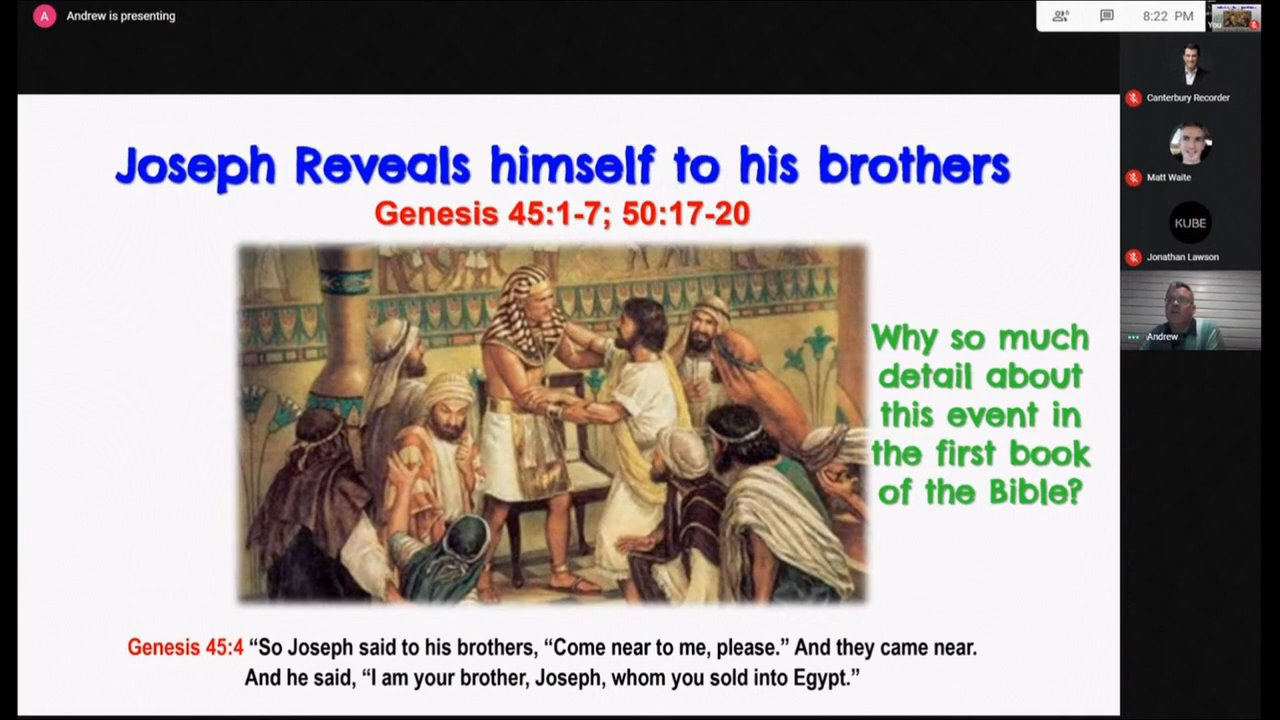 A
Andrew is presenting
6
8:22 PM
You
Canterbury Recorder
Matt Waite
KUBE
Jonathan Lawson
Andrew
Joseph Reveals himself to his brothers
Genesis 45:1-7; 50:17-20
Why so much
detail about
this event in
the first book
of the Bible?
Genesis 45:4 “So Joseph said to his brothers, “Come near to me, please.” And they came near.
And he said, “I am your brother, Joseph, whom you sold into Egypt.”